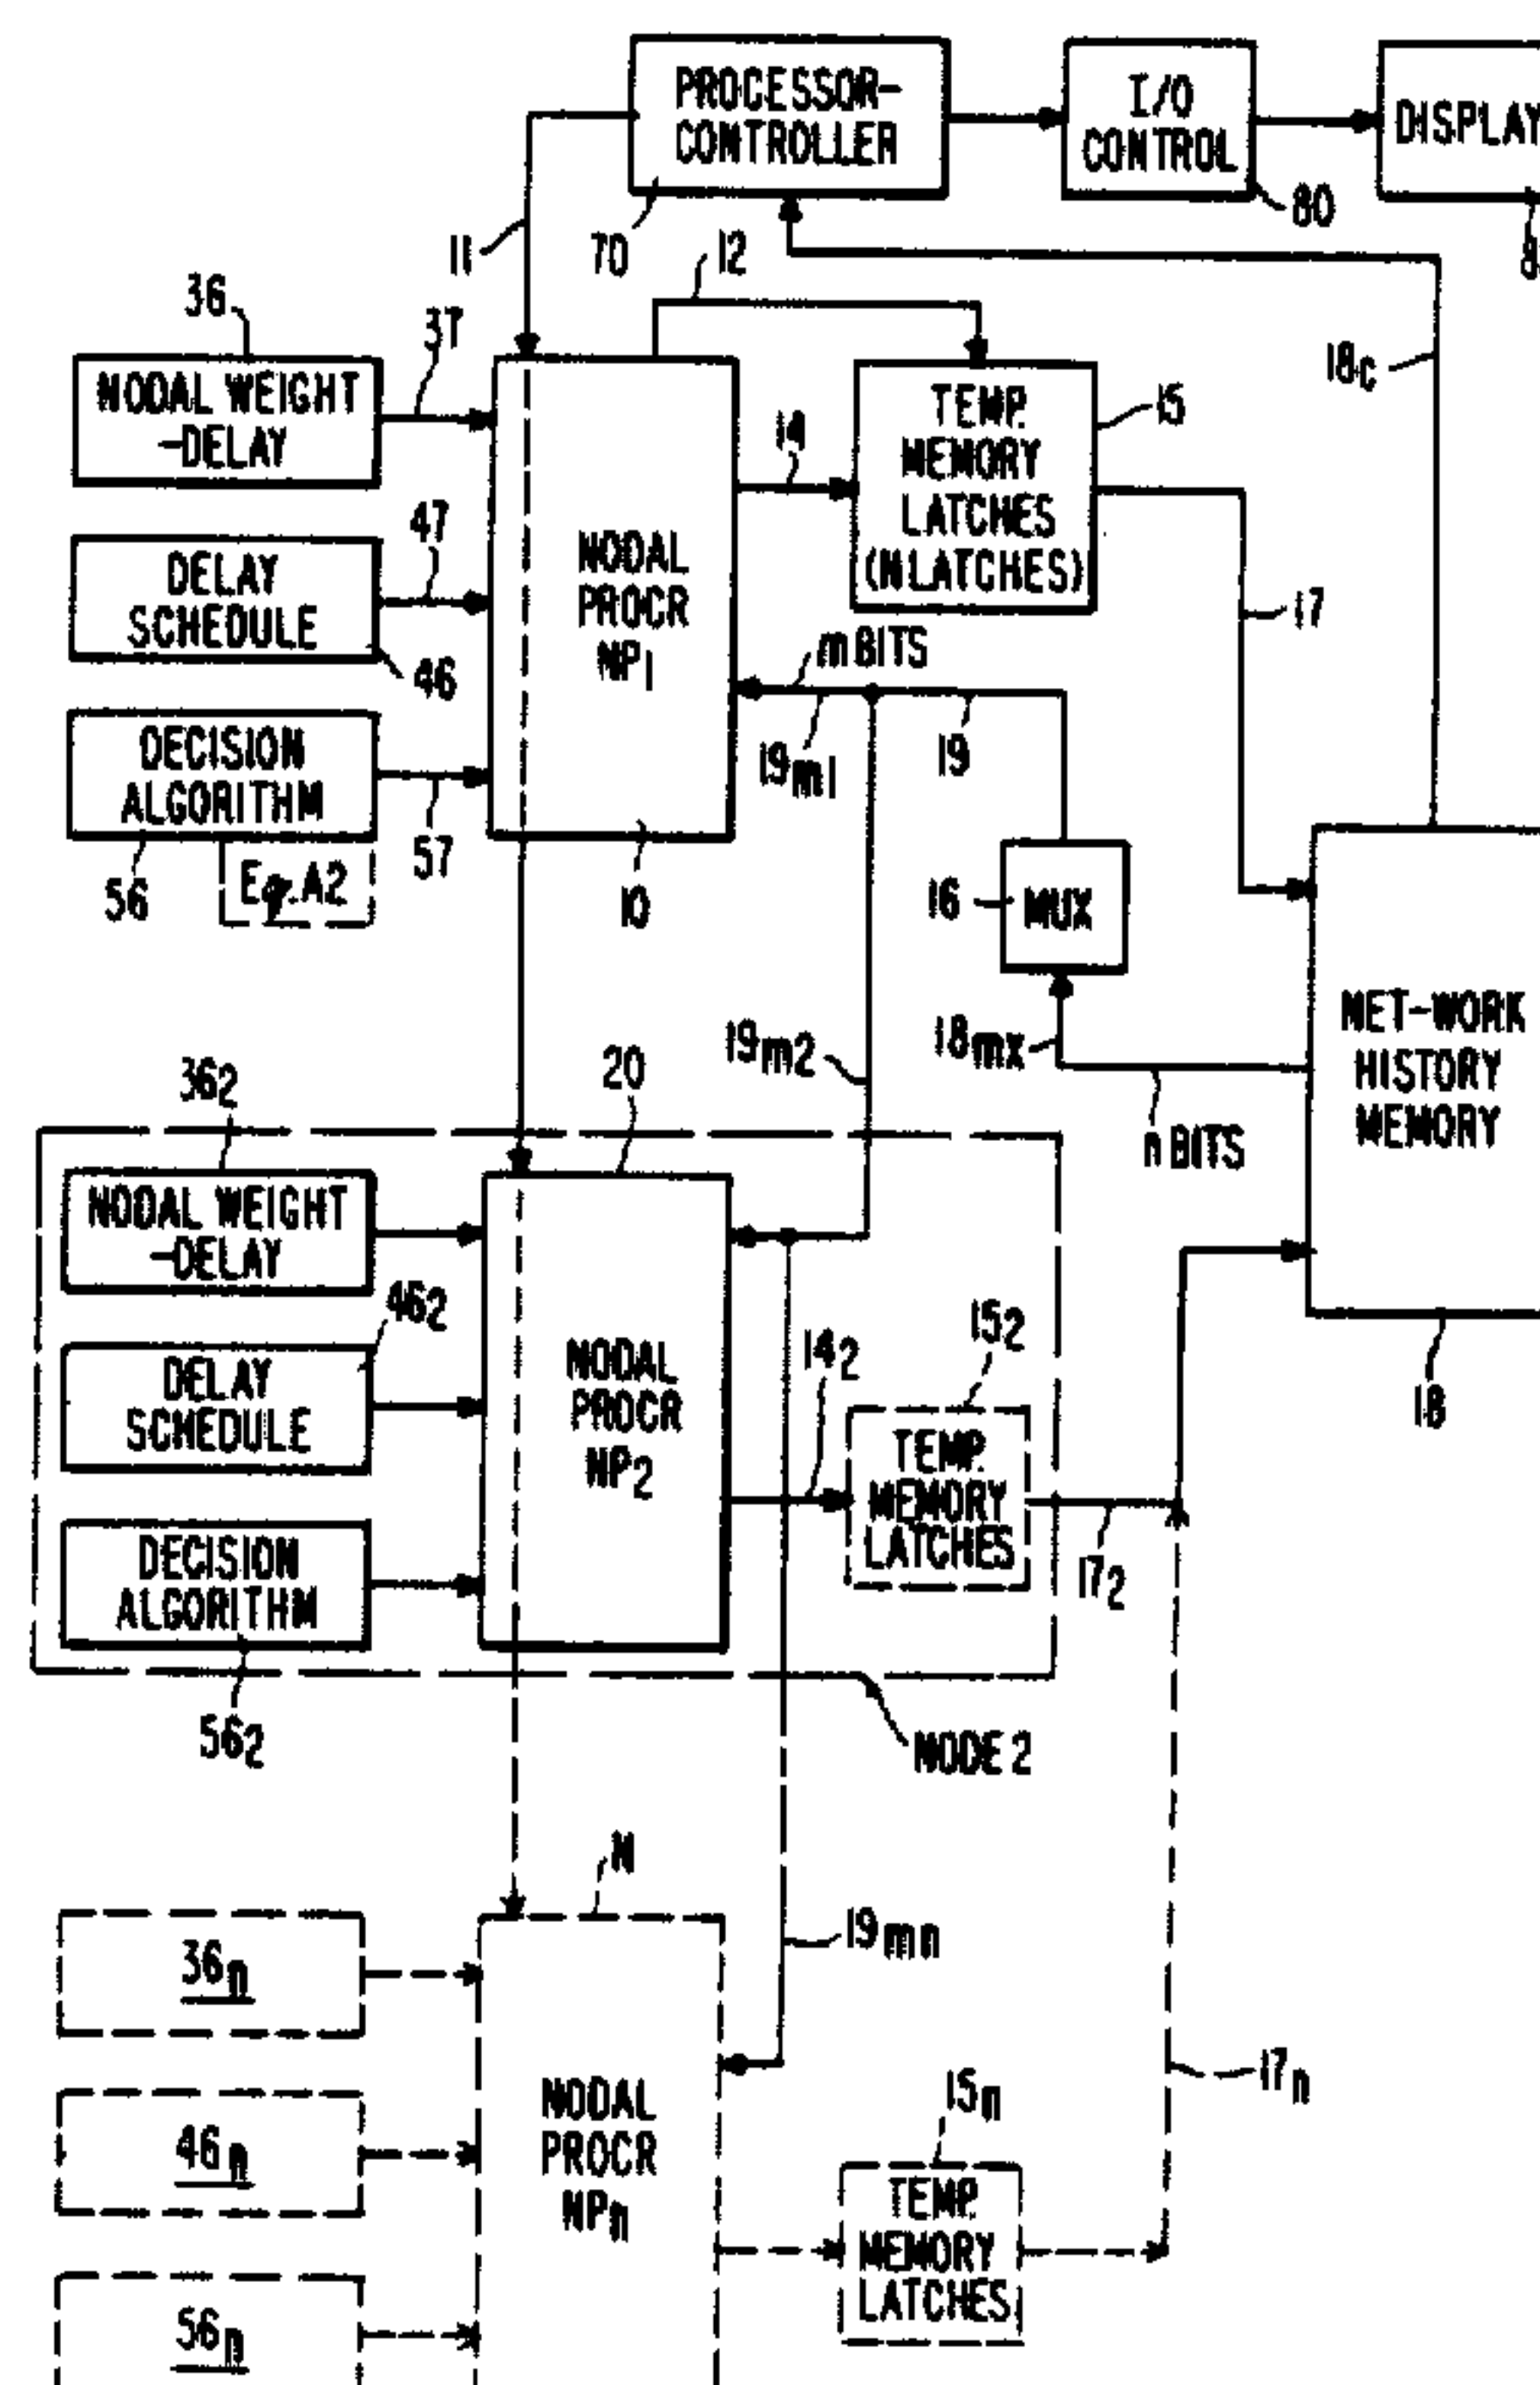 PROCESSOR-
CONTROLLER
I/O
CONTROL
DISPLAY
80
11
70
12
36
37
18c
NODAL WEIGHT
-DELAY
TEMP.
MEMORY
LATCHES
(N LATCHES)
15
14
47
DELAY
SCHEDULE
NODAL
PROCR
NP1
17
46
m BITS
DECISION
ALGORITHM
19m1
19
57
56
Eq. A2
10
16
MUX
NET-WORK
HISTORY
MEMORY
19m2
18mx
20
362
n BITS
NODAL WEIGHT
-DELAY
462
152
142
DELAY
SCHEDULE
NODAL
PROCR
NP2
18
TEMP.
MEMORY
LATCHES
DECISION
ALGORITHM
172
562
NODE 2
N
36n
19mn
17n
15n
46n
NODAL
PROCR
NPn
TEMP.
MEMORY
LATCHES
56n